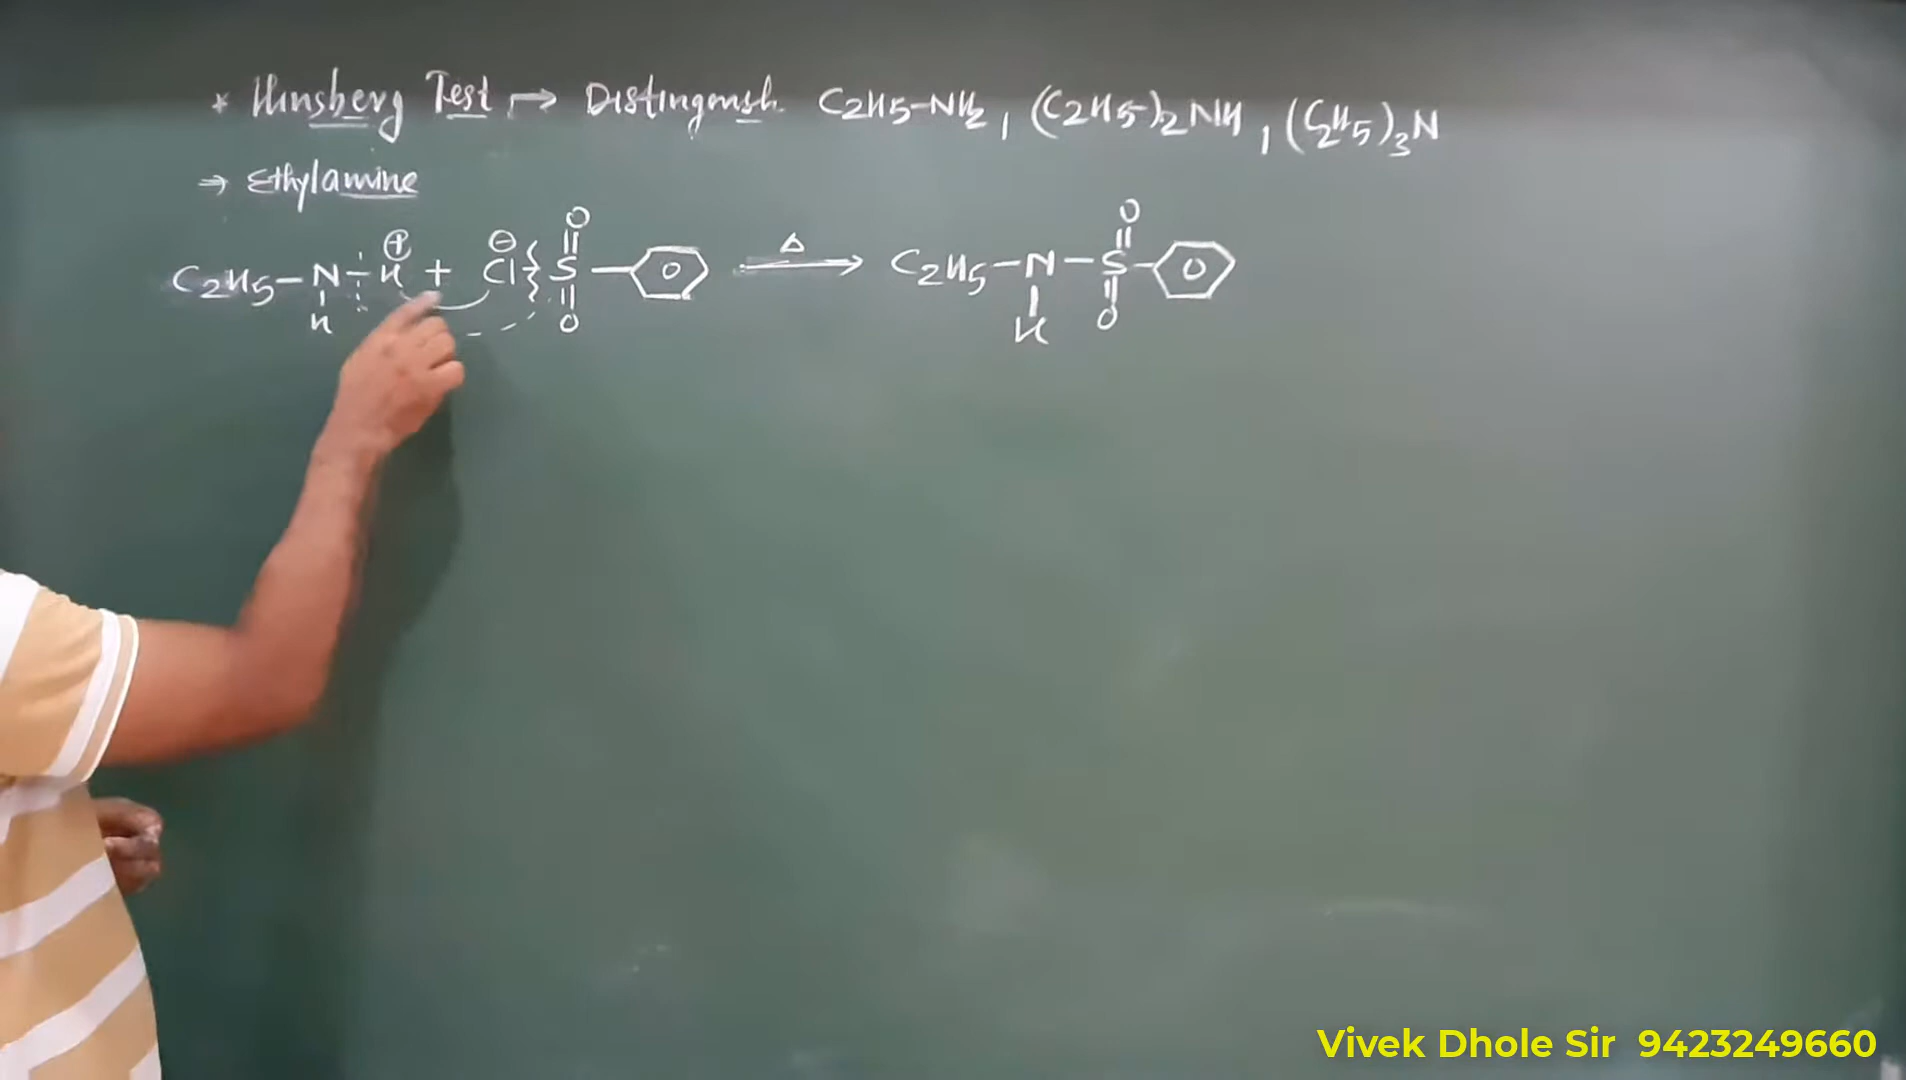 * Hinsberg Test → Distinguish C2H5-NH2, (C2H5)2NH, (C2H5)3N
⇒ Ethylamine
O O
⊕ ⊖ Δ
C2H5-N-H + Cl S → C2H5-N-S
H O H O
Vivek Dhole Sir 9423249660